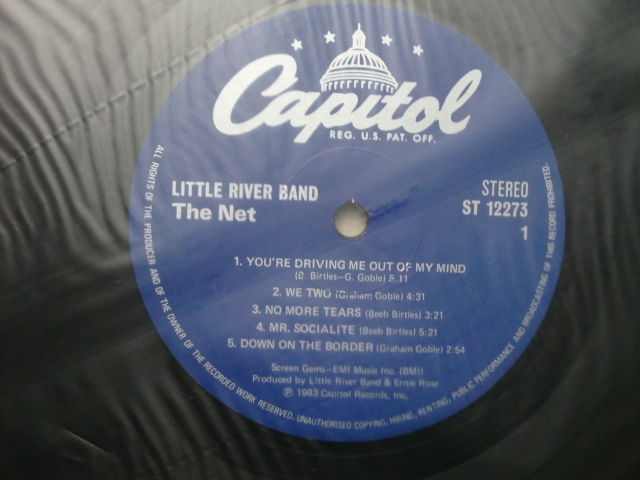 Capitol
REG. U.S. PAT. OFF.
LITTLE RIVER BAND
The Net
STEREO
ST 12273
1
1. YOU'RE DRIVING ME OUT OF MY MIND
(B. Birtles–G. Goble) 5:11
2. WE TWO (Graham Goble) 4:31
3. NO MORE TEARS (Beeb Birtles) 3:21
4. MR. SOCIALITE (Beeb Birtles) 5:21
5. DOWN ON THE BORDER (Graham Goble) 2:54
Screen Gems–EMI Music Inc. (BMI)
Produced by Little River Band & Ernie Rose
℗ 1983 Capitol Records, Inc.
ALL RIGHTS OF THE PRODUCER AND OF THE OWNER OF THE RECORDED WORK RESERVED. UNAUTHORISED COPYING, HIRING, RENTING, PUBLIC PERFORMANCE AND BROADCASTING OF THIS RECORD PROHIBITED.